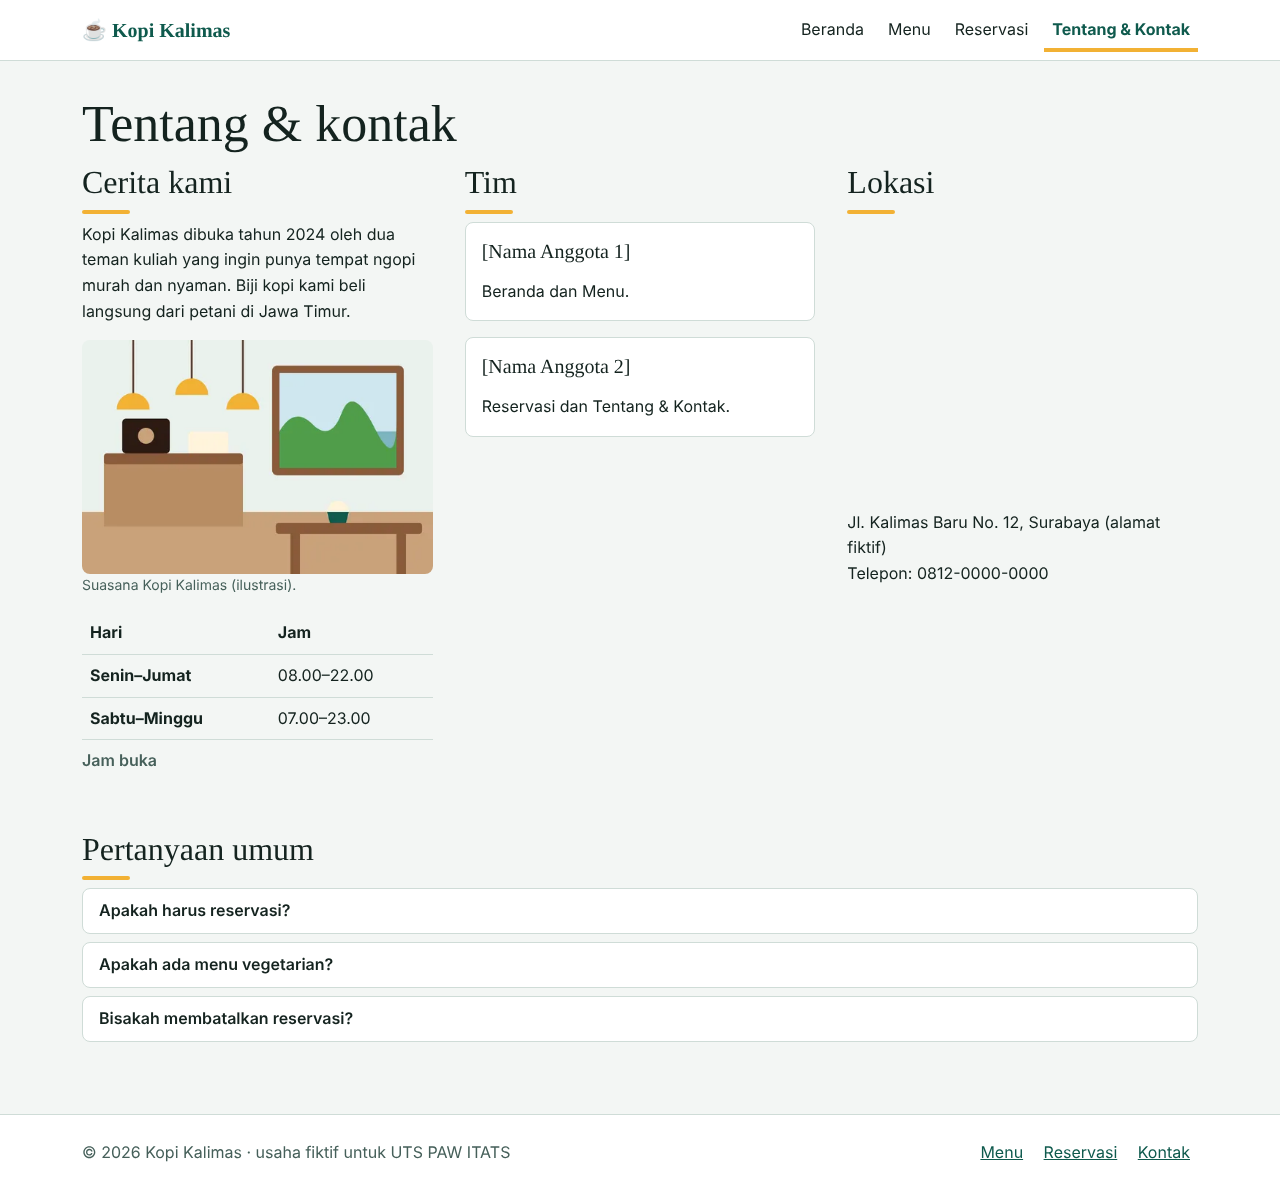 ☕ Kopi Kalimas
Beranda
Menu
Reservasi
Tentang & Kontak
Tentang & kontak
Cerita kami
Kopi Kalimas dibuka tahun 2024 oleh dua
teman kuliah yang ingin punya tempat ngopi
murah dan nyaman. Biji kopi kami beli
langsung dari petani di Jawa Timur.
Suasana Kopi Kalimas (ilustrasi).
Hari Jam
Senin–Jumat 08.00–22.00
Sabtu–Minggu 07.00–23.00
Jam buka
Tim
[Nama Anggota 1]
Beranda dan Menu.
[Nama Anggota 2]
Reservasi dan Tentang & Kontak.
Lokasi
Jl. Kalimas Baru No. 12, Surabaya (alamat
fiktif)
Telepon: 0812-0000-0000
Pertanyaan umum
Apakah harus reservasi?
Apakah ada menu vegetarian?
Bisakah membatalkan reservasi?
© 2026 Kopi Kalimas · usaha fiktif untuk UTS PAW ITATS
Menu
Reservasi
Kontak